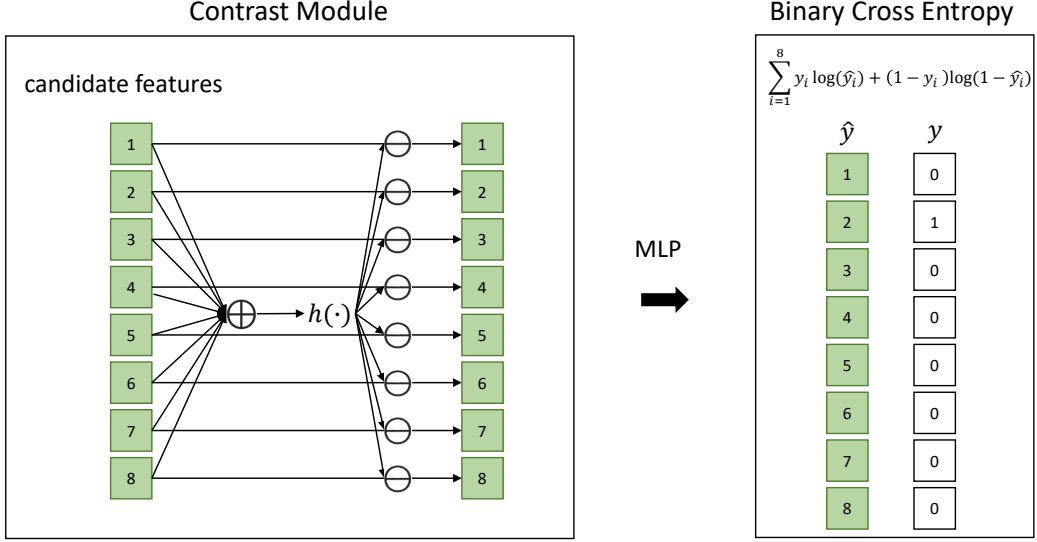 Contrast Module
candidate features
1 1
2 2
3 3
4 4
h(·)
5 5
6 6
7 7
8 8
MLP
Binary Cross Entropy
8
∑ y_i log(ŷ_i) + (1 − y_i )log(1 − ŷ_i)
i=1
ŷ y
1 0
2 1
3 0
4 0
5 0
6 0
7 0
8 0